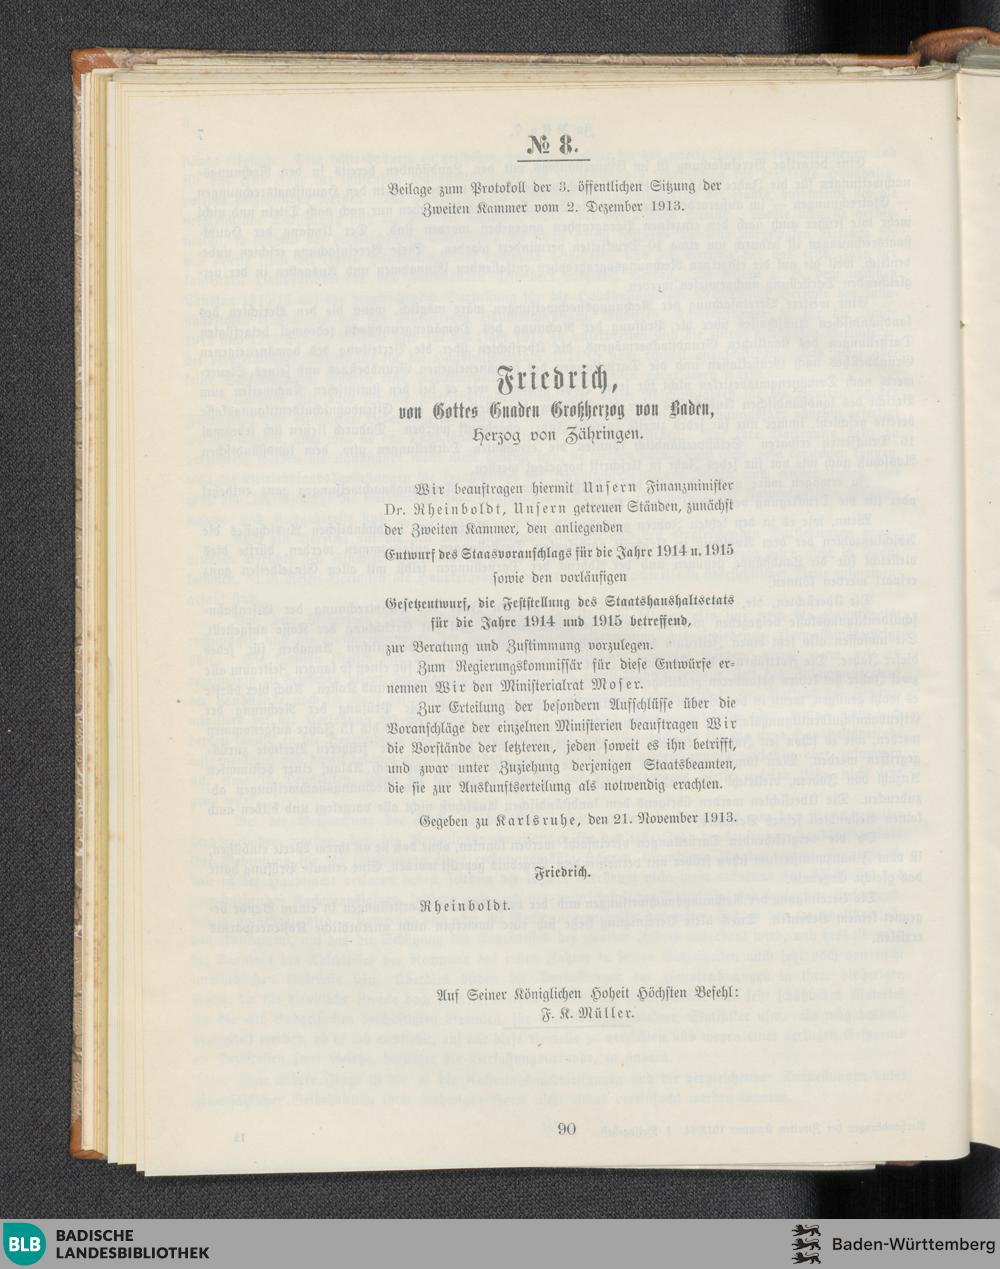 № 8.
Beilage zum Protokoll der 3. öffentlichen Sitzung der
Zweiten Kammer vom 2. Dezember 1913.
Friedrich,
von Gottes Gnaden Großherzog von Baden,
Herzog von Zähringen.
Wir beauftragen hiermit Unsern Finanzminister
Dr. Rheinboldt, Unsern getreuen Ständen, zunächst
der Zweiten Kammer, den anliegenden
Entwurf des Staasvoranschlags für die Jahre 1914 u. 1915
sowie den vorläufigen
Gesetzentwurf, die Feststellung des Staatshaushaltsetats
für die Jahre 1914 und 1915 betreffend,
zur Beratung und Zustimmung vorzulegen.
Zum Regierungskommissär für diese Entwürfe er-
nennen Wir den Ministerialrat Moser.
Zur Erteilung der besondern Aufschlüsse über die
Voranschläge der einzelnen Ministerien beauftragen Wir
die Vorstände der letzteren, jeden soweit es ihn betrifft,
und zwar unter Zuziehung derjenigen Staatsbeamten,
die sie zur Auskunftserteilung als notwendig erachten.
Gegeben zu Karlsruhe, den 21. November 1913.
Friedrich.
Rheinboldt.
Auf Seiner Königlichen Hoheit Höchsten Befehl:
F. K. Müller.
90
BLB
BADISCHE
LANDESBIBLIOTHEK
Baden-Württemberg